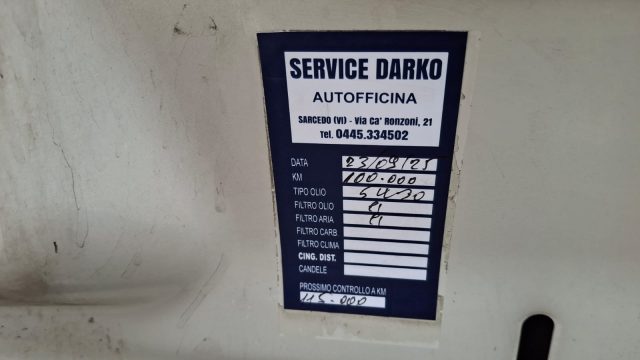 SERVICE DARKO
AUTOFFICINA
SARCEDO (VI) - Via Ca' Ronzoni, 21
Tel. 0445.334502
DATA 23/09/25
KM 100.000
TIPO OLIO
FILTRO OLIO
FILTRO ARIA
FILTRO CARB.
FILTRO CLIMA
CING. DIST.
CANDELE
PROSSIMO CONTROLLO A KM
115.000